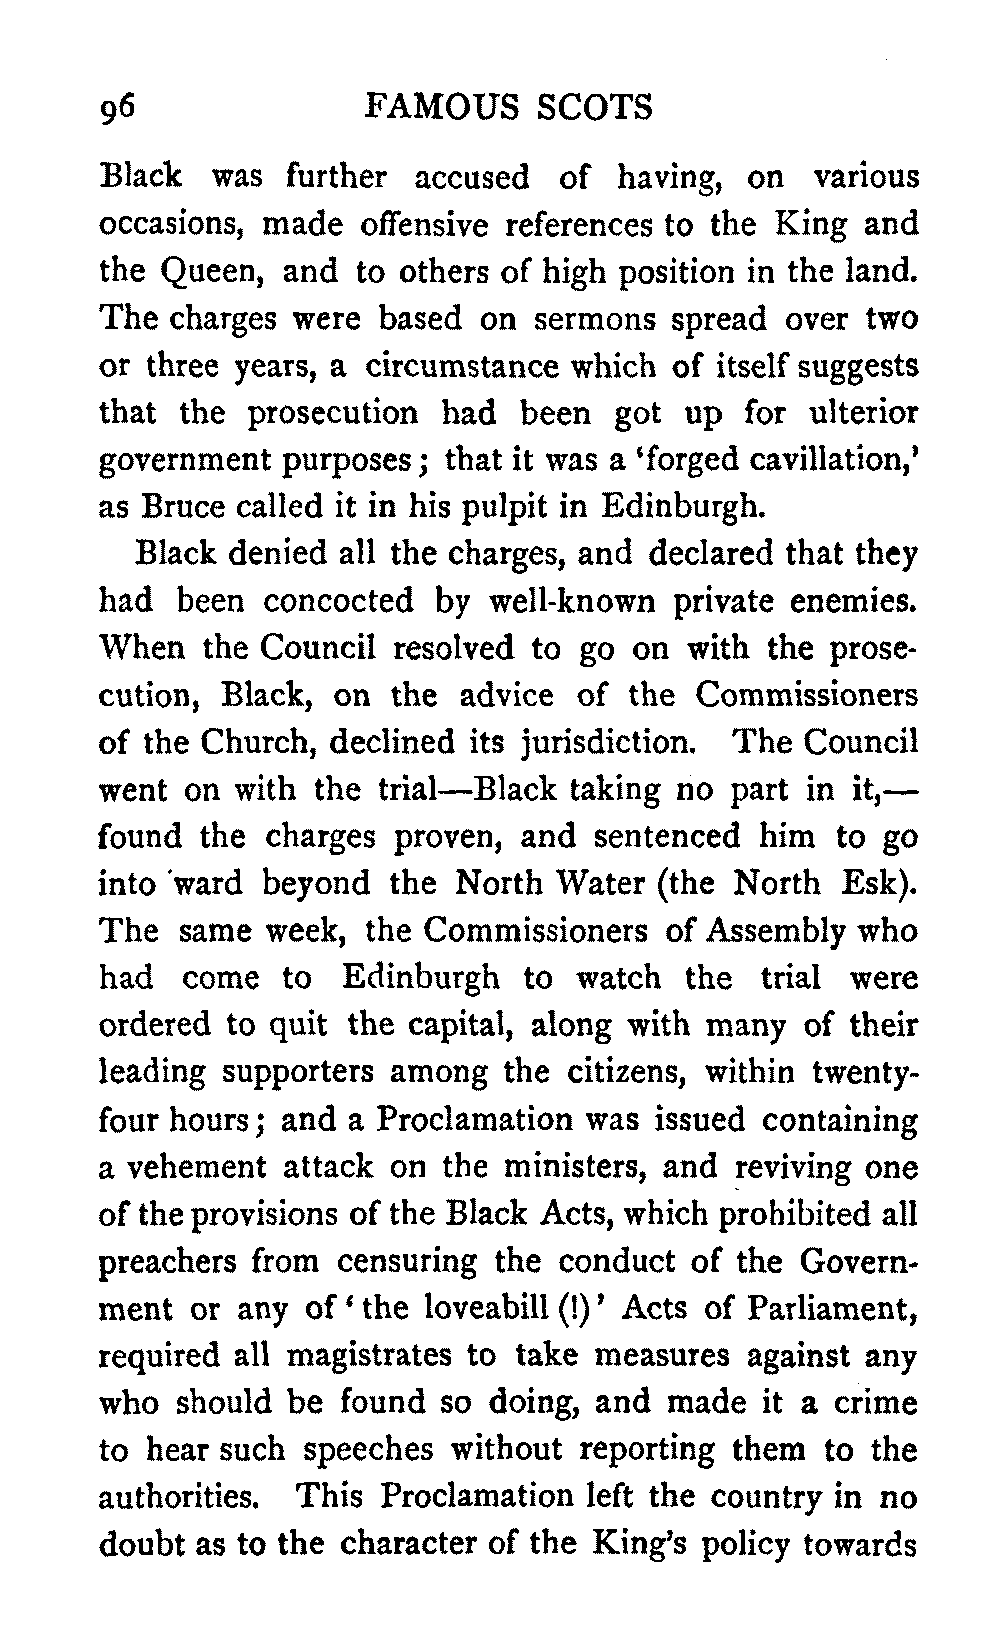 96 FAMOUS SCOTS
Black was further accused of having, on various
occasions, made offensive references to the King and
the Queen, and to others of high position in the land.
The charges were based on sermons spread over two
or three years, a circumstance which of itself suggests
that the prosecution had been got up for ulterior
government purposes; that it was a 'forged cavillation,'
as Bruce called it in his pulpit in Edinburgh.
Black denied all the charges, and declared that they
had been concocted by well-known private enemies.
When the Council resolved to go on with the prose-
cution, Black, on the advice of the Commissioners
of the Church, declined its jurisdiction. The Council
went on with the trial—Black taking no part in it,—
found the charges proven, and sentenced him to go
into 'ward beyond the North Water (the North Esk).
The same week, the Commissioners of Assembly who
had come to Edinburgh to watch the trial were
ordered to quit the capital, along with many of their
leading supporters among the citizens, within twenty-
four hours; and a Proclamation was issued containing
a vehement attack on the ministers, and reviving one
of the provisions of the Black Acts, which prohibited all
preachers from censuring the conduct of the Govern-
ment or any of 'the loveabill (!)' Acts of Parliament,
required all magistrates to take measures against any
who should be found so doing, and made it a crime
to hear such speeches without reporting them to the
authorities. This Proclamation left the country in no
doubt as to the character of the King's policy towards